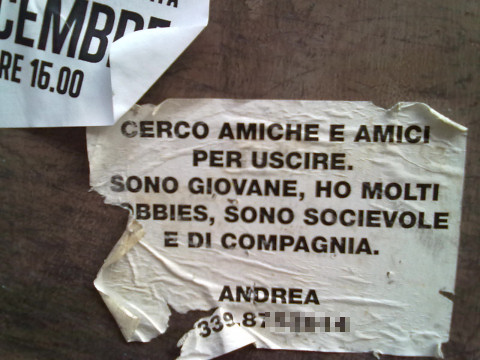 CEMBRE
RE 16.00
CERCO AMICHE E AMICI
PER USCIRE.
SONO GIOVANE, HO MOLTI
OBBIES, SONO SOCIEVOLE
E DI COMPAGNIA.
ANDREA
339.87